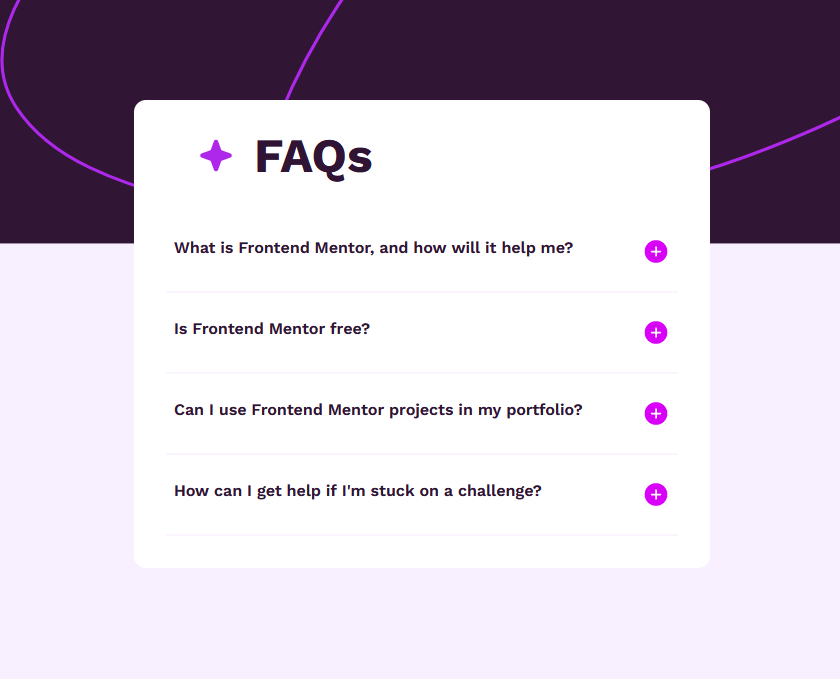 FAQs
What is Frontend Mentor, and how will it help me?
Is Frontend Mentor free?
Can I use Frontend Mentor projects in my portfolio?
How can I get help if I'm stuck on a challenge?